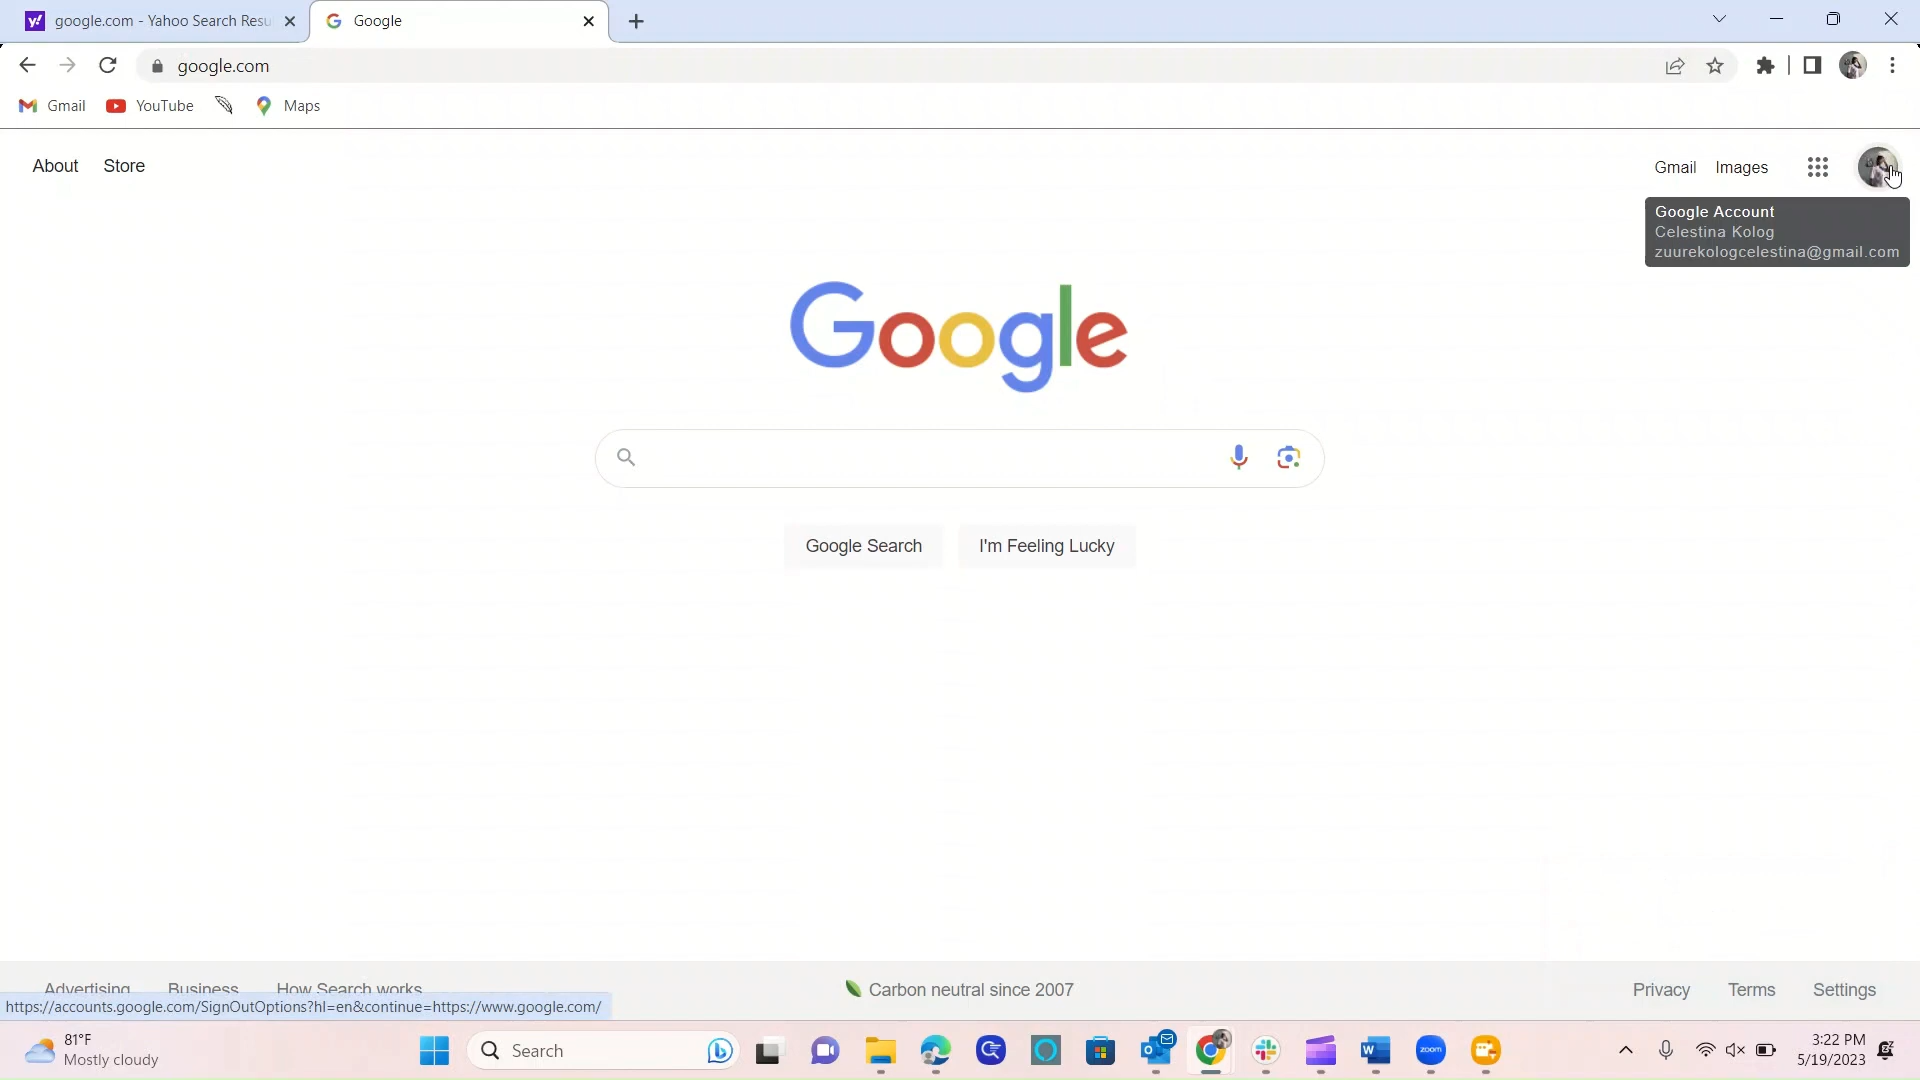 google.com - Yahoo Search Resu
Google
google.com
Gmail
YouTube
Maps
About
Store
Gmail
Images
Google Account
Celestina Kolog
zuurekologcelestina@gmail.com
Google
Google Search
I'm Feeling Lucky
Advertising
Business
How Search works
Carbon neutral since 2007
Privacy
Terms
Settings
https://accounts.google.com/SignOutOptions?hl=en&continue=https://www.google.com/
81°F
Mostly cloudy
Search
zoom
3:22 PM
5/19/2023